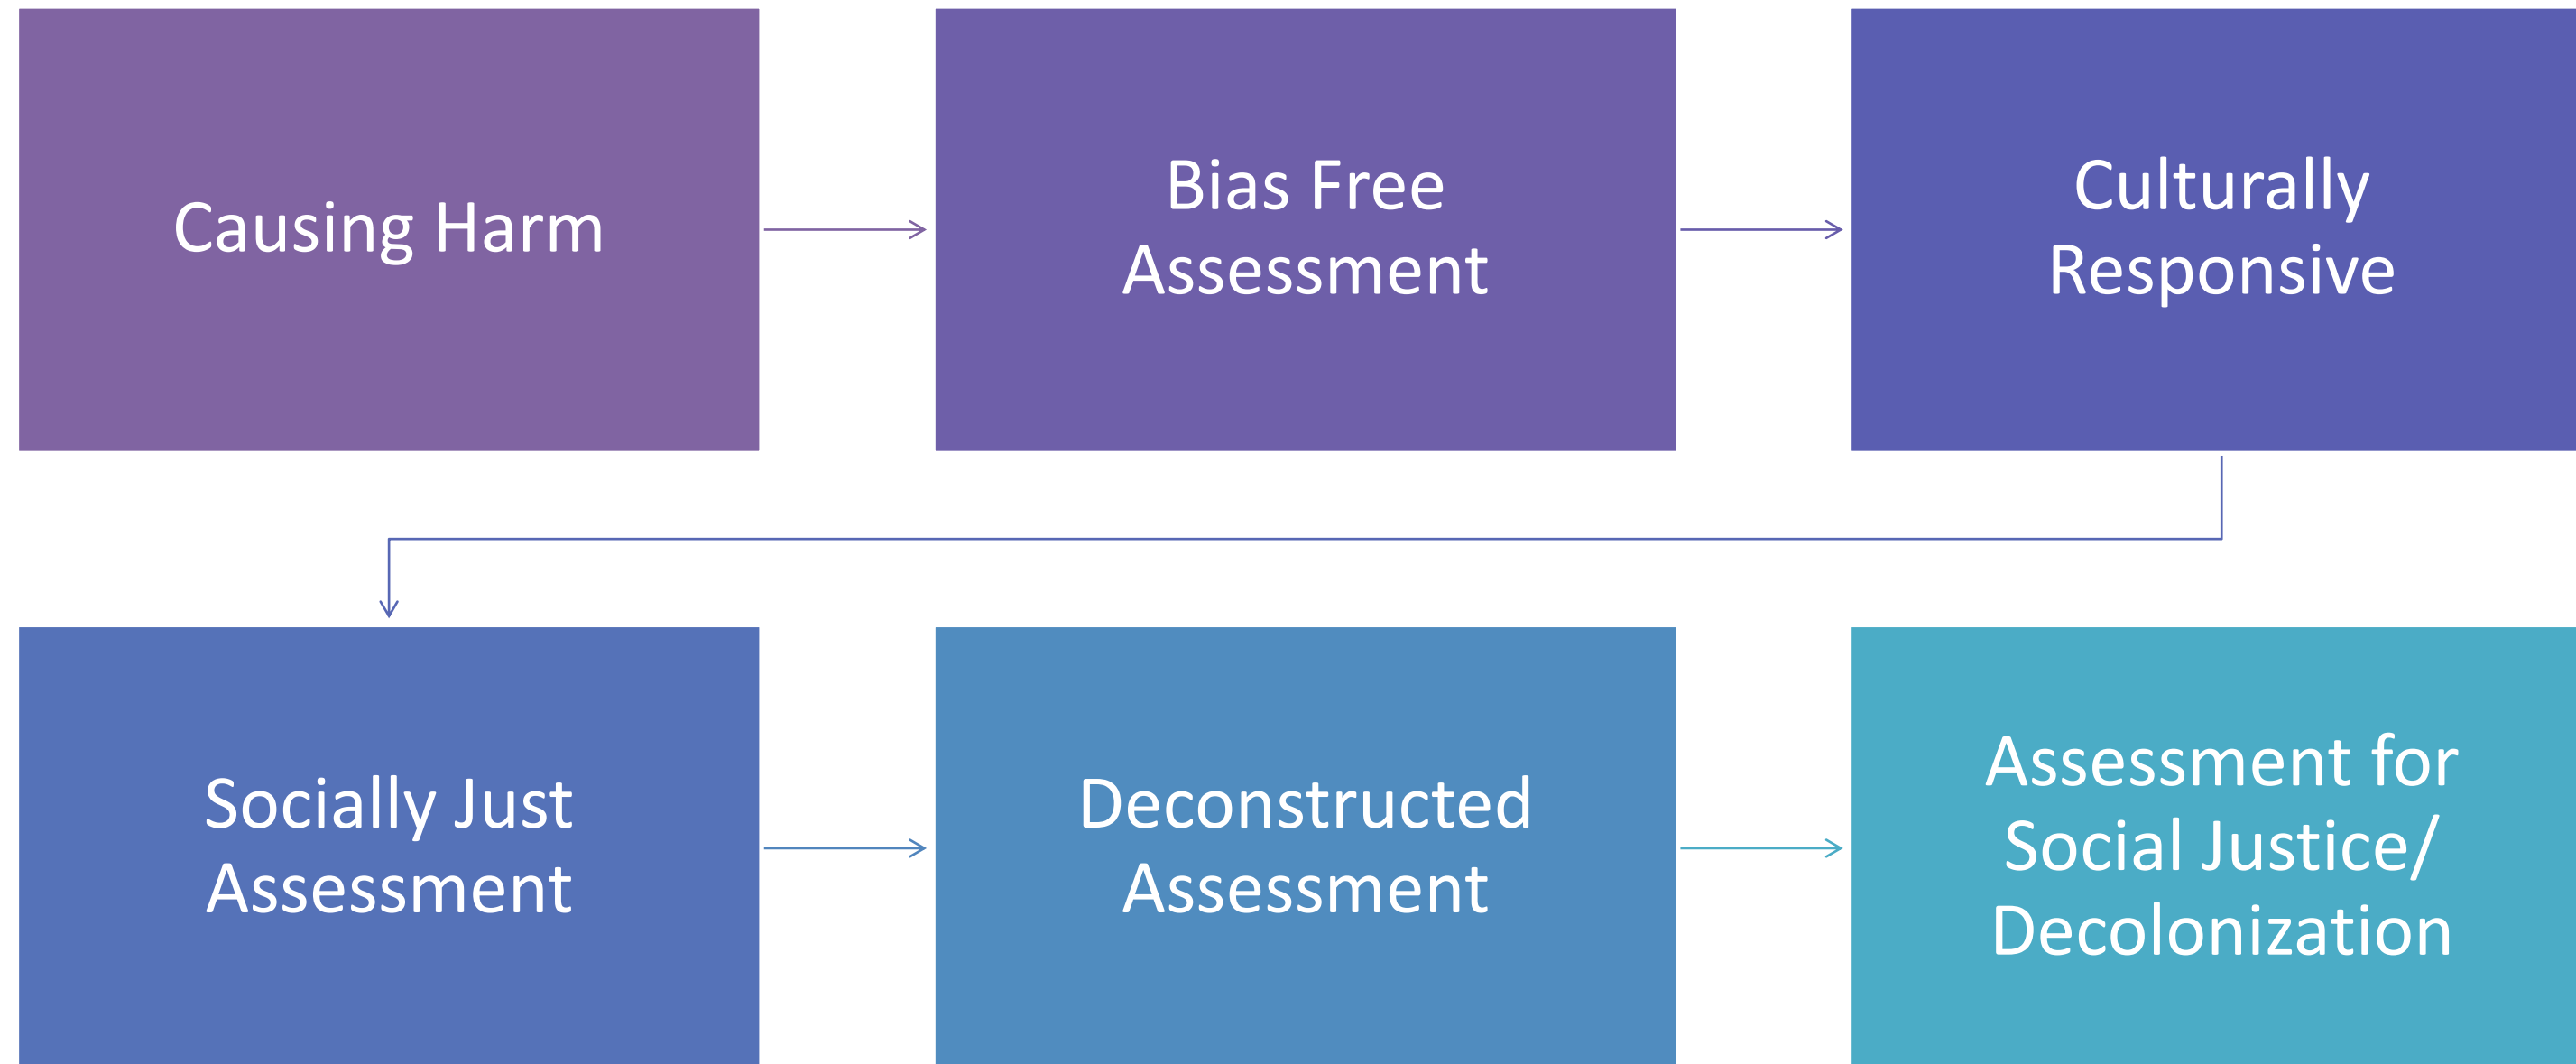 Causing Harm
Bias Free
Assessment
Culturally
Responsive
Socially Just
Assessment
Deconstructed
Assessment
Assessment for
Social Justice/
Decolonization